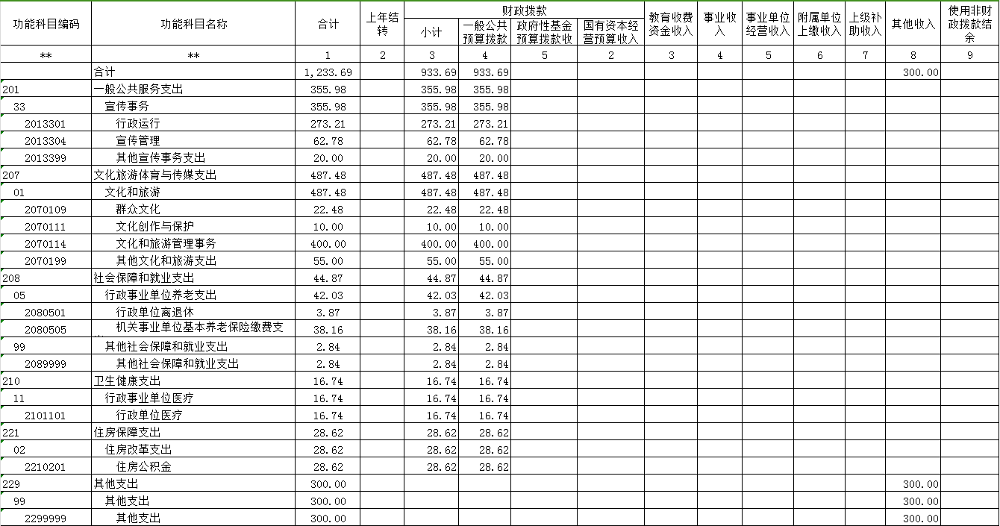 功能科目编码 功能科目名称 合计 上年结转 财政拨款 教育收费资金收入 事业收入 事业单位经营收入 附属单位上缴收入 上级补助收入 其他收入 使用非财政拨款结余
小计 一般公共预算拨款 政府性基金预算拨款收 国有资本经营预算收入
** ** 1 2 3 4 5 2 3 4 5 6 7 8 9
合计 1,233.69 933.69 933.69 300.00
201 一般公共服务支出 355.98 355.98 355.98
33 宣传事务 355.98 355.98 355.98
2013301 行政运行 273.21 273.21 273.21
2013304 宣传管理 62.78 62.78 62.78
2013399 其他宣传事务支出 20.00 20.00 20.00
207 文化旅游体育与传媒支出 487.48 487.48 487.48
01 文化和旅游 487.48 487.48 487.48
2070109 群众文化 22.48 22.48 22.48
2070111 文化创作与保护 10.00 10.00 10.00
2070114 文化和旅游管理事务 400.00 400.00 400.00
2070199 其他文化和旅游支出 55.00 55.00 55.00
208 社会保障和就业支出 44.87 44.87 44.87
05 行政事业单位养老支出 42.03 42.03 42.03
2080501 行政单位离退休 3.87 3.87 3.87
2080505 机关事业单位基本养老保险缴费支 38.16 38.16 38.16
99 其他社会保障和就业支出 2.84 2.84 2.84
2089999 其他社会保障和就业支出 2.84 2.84 2.84
210 卫生健康支出 16.74 16.74 16.74
11 行政事业单位医疗 16.74 16.74 16.74
2101101 行政单位医疗 16.74 16.74 16.74
221 住房保障支出 28.62 28.62 28.62
02 住房改革支出 28.62 28.62 28.62
2210201 住房公积金 28.62 28.62 28.62
229 其他支出 300.00 300.00
99 其他支出 300.00 300.00
2299999 其他支出 300.00 300.00